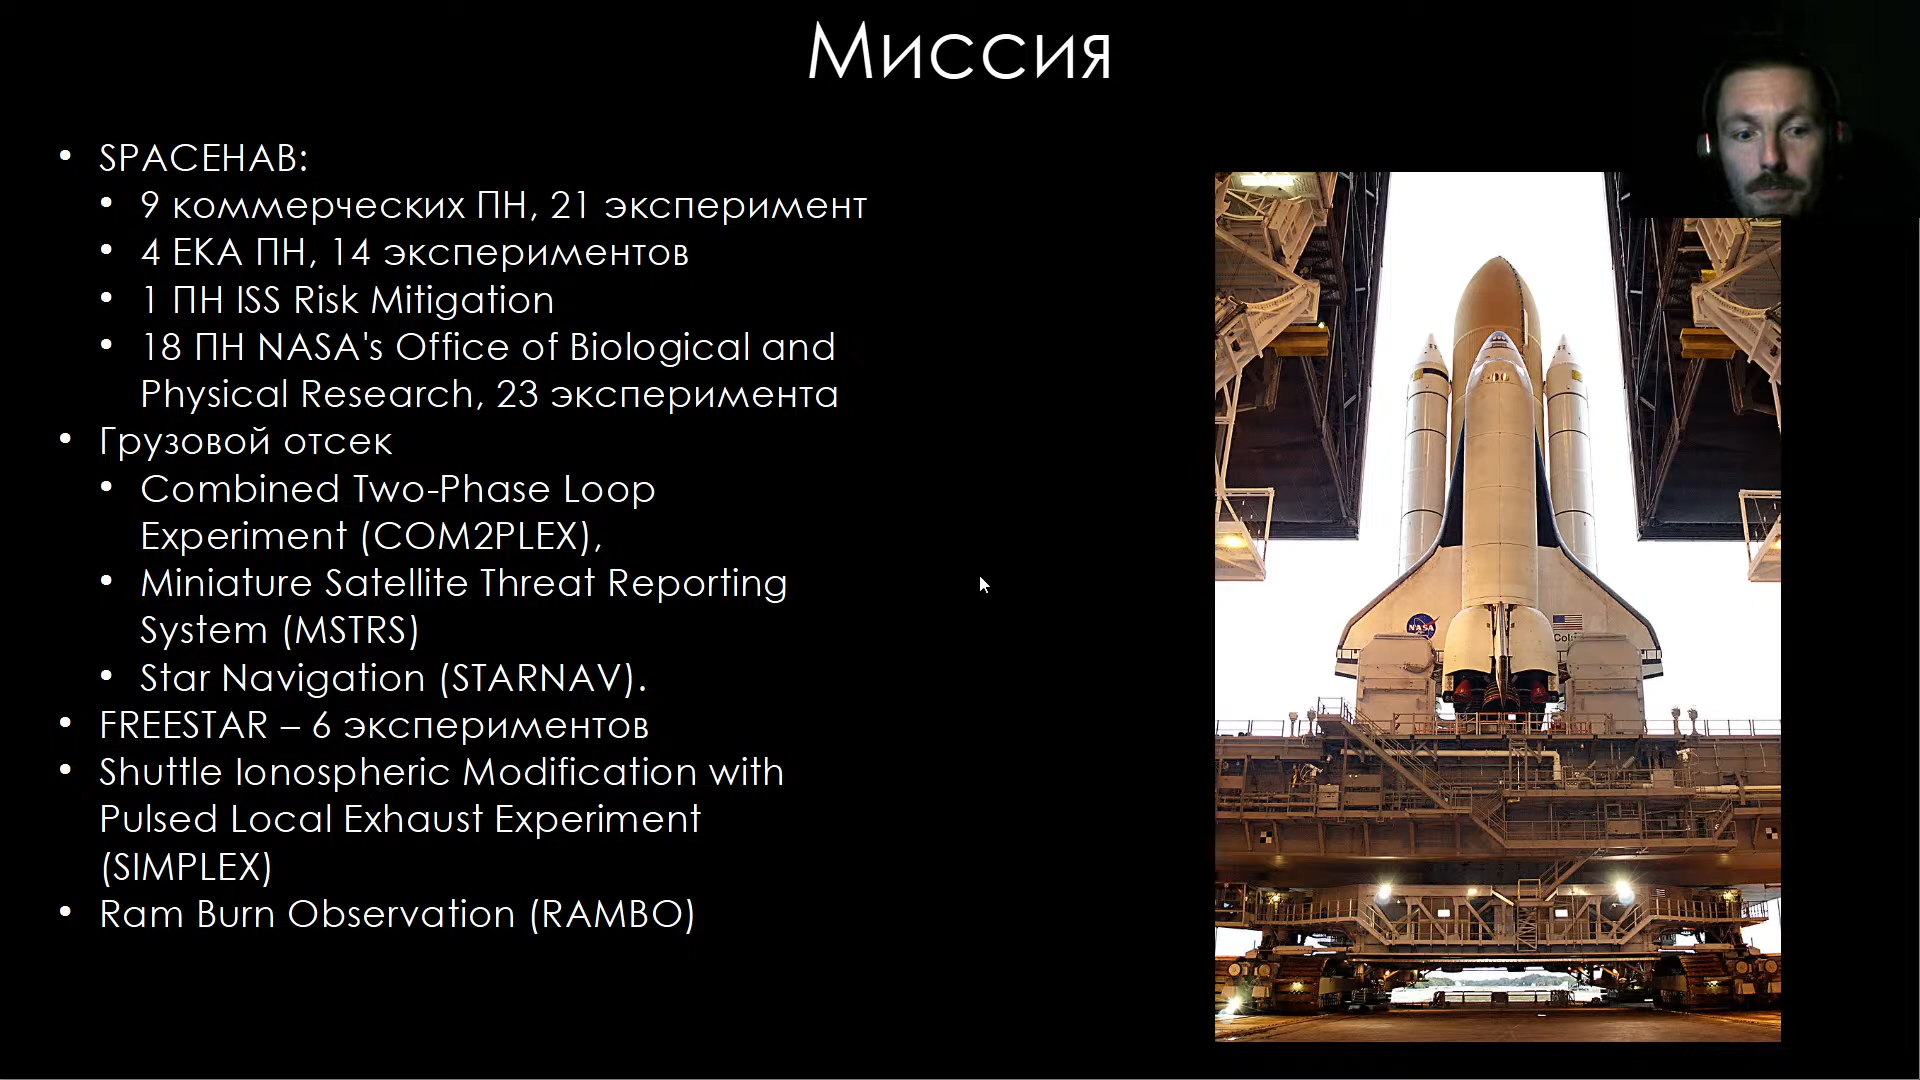 Миссия
• SPACEHAB:
• 9 коммерческих ПН, 21 эксперимент
• 4 ЕКА ПН, 14 экспериментов
• 1 ПН ISS Risk Mitigation
• 18 ПН NASA's Office of Biological and
Physical Research, 23 эксперимента
• Грузовой отсек
• Combined Two-Phase Loop
Experiment (COM2PLEX),
• Miniature Satellite Threat Reporting
System (MSTRS)
• Star Navigation (STARNAV).
• FREESTAR – 6 экспериментов
• Shuttle Ionospheric Modification with
Pulsed Local Exhaust Experiment
(SIMPLEX)
• Ram Burn Observation (RAMBO)
NASA